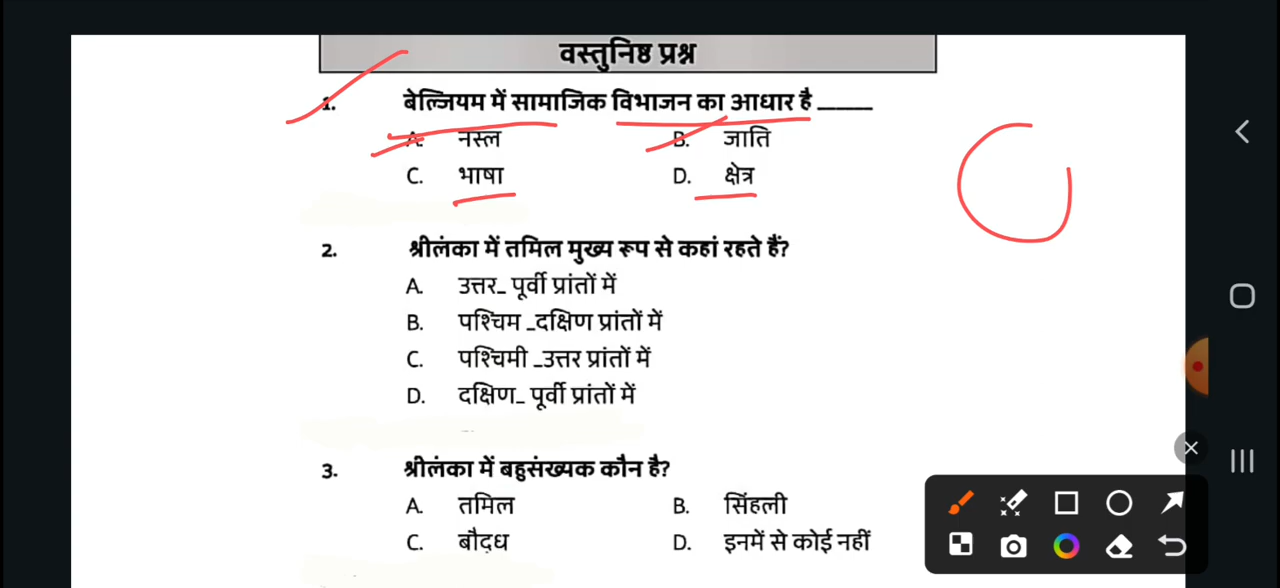 वस्तुनिष्ठ प्रश्न
1. बेल्जियम में सामाजिक विभाजन का आधार है ______
A. नस्ल B. जाति
C. भाषा D. क्षेत्र
2. श्रीलंका में तमिल मुख्य रूप से कहां रहते हैं?
A. उत्तर_ पूर्वी प्रांतों में
B. पश्चिम _दक्षिण प्रांतों में
C. पश्चिमी _उत्तर प्रांतों में
D. दक्षिण_ पूर्वी प्रांतों में
3. श्रीलंका में बहुसंख्यक कौन है?
A. तमिल B. सिंहली
C. बौद्ध D. इनमें से कोई नहीं